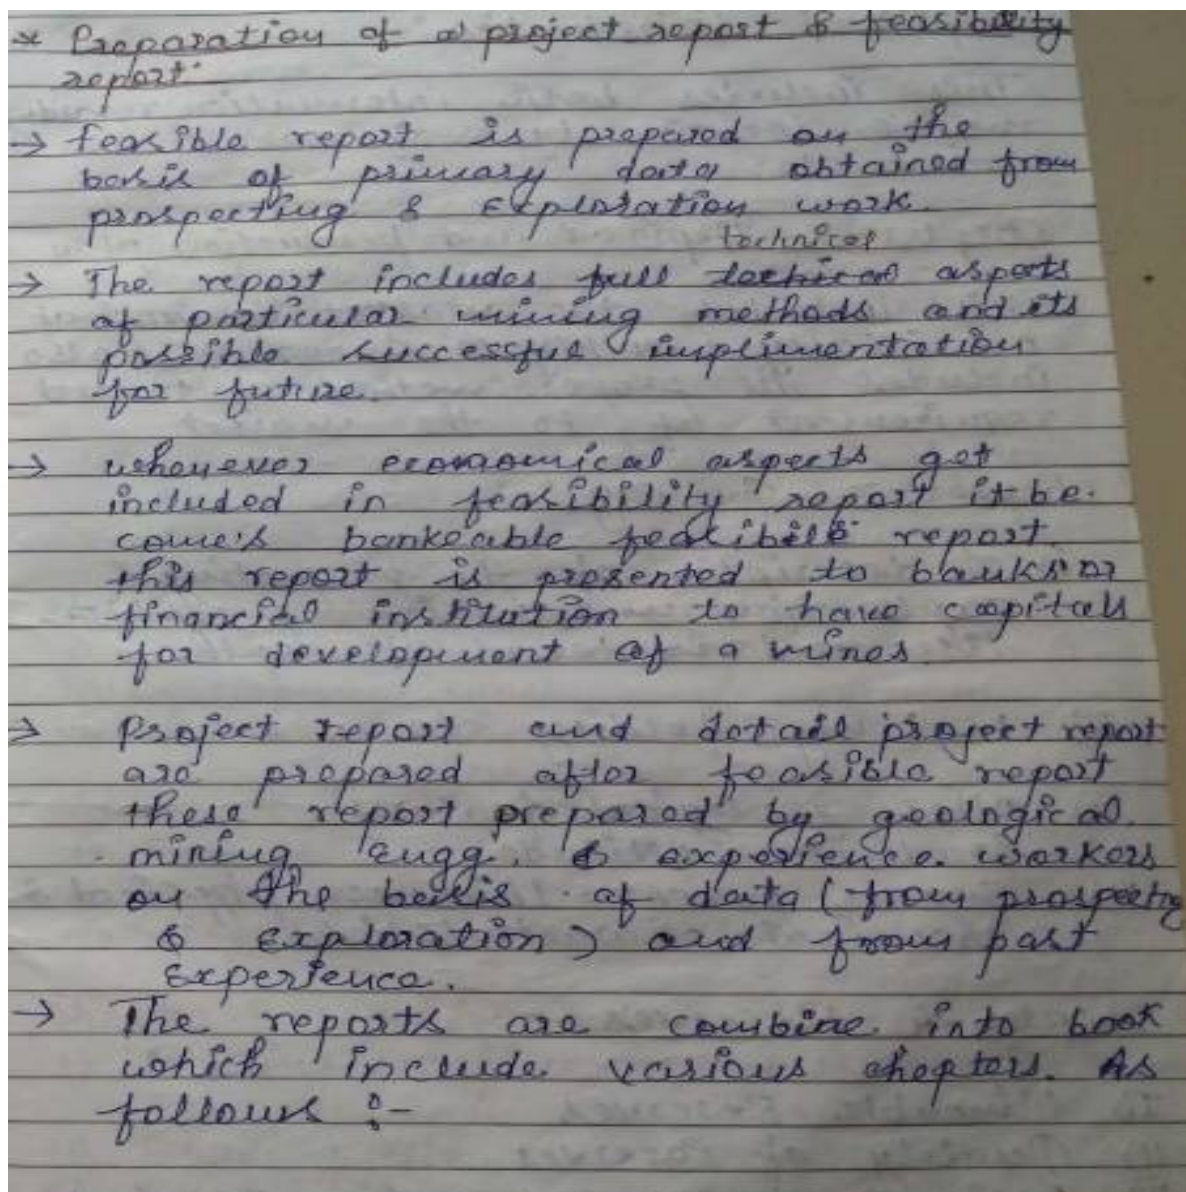 * Preparation of a project report & feasibility
report.
→ feasible report is prepared on the
basis of primary data obtained from
prospecting & exploration work.
technical
→ The report includes full techical aspects
of particular mining methods and its
possible successful implimentation
for future.
→ whenever economical aspects get
included in feasibility report it be-
come's bankeable report.
this report is presented to banks or
financial institution to have capitals
for development of a mines
→ Project report and detail project report
are prepared after feasible report
these report prepared by geological.
mining engg. & experience. workers
on the basis of data (from prospecting
& exploration) and from past
experience.
→ The reports are combine into book
which include various chapters. As
follows :-